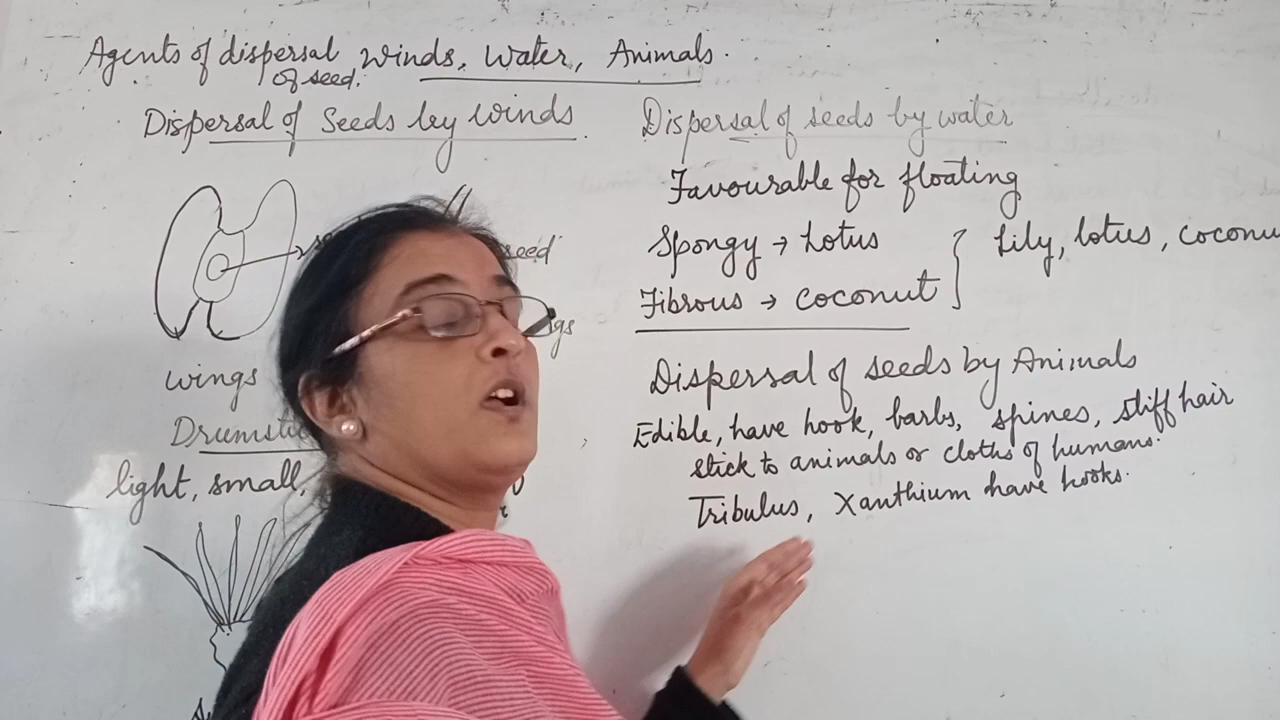 Agents of dispersal winds, water, Animals.
of seed.
Dispersal of Seeds by winds
seed
wings
light, small,
Dispersal of seeds by water
Favourable for floating
Spongy → Lotus
Fibrous → coconut } Lily, lotus, coconu
Dispersal of seeds by Animals
Edible, have hook, barbs, spines, stiff hair
stick to animals or cloths of humans.
Tribulus, Xanthium have hooks.